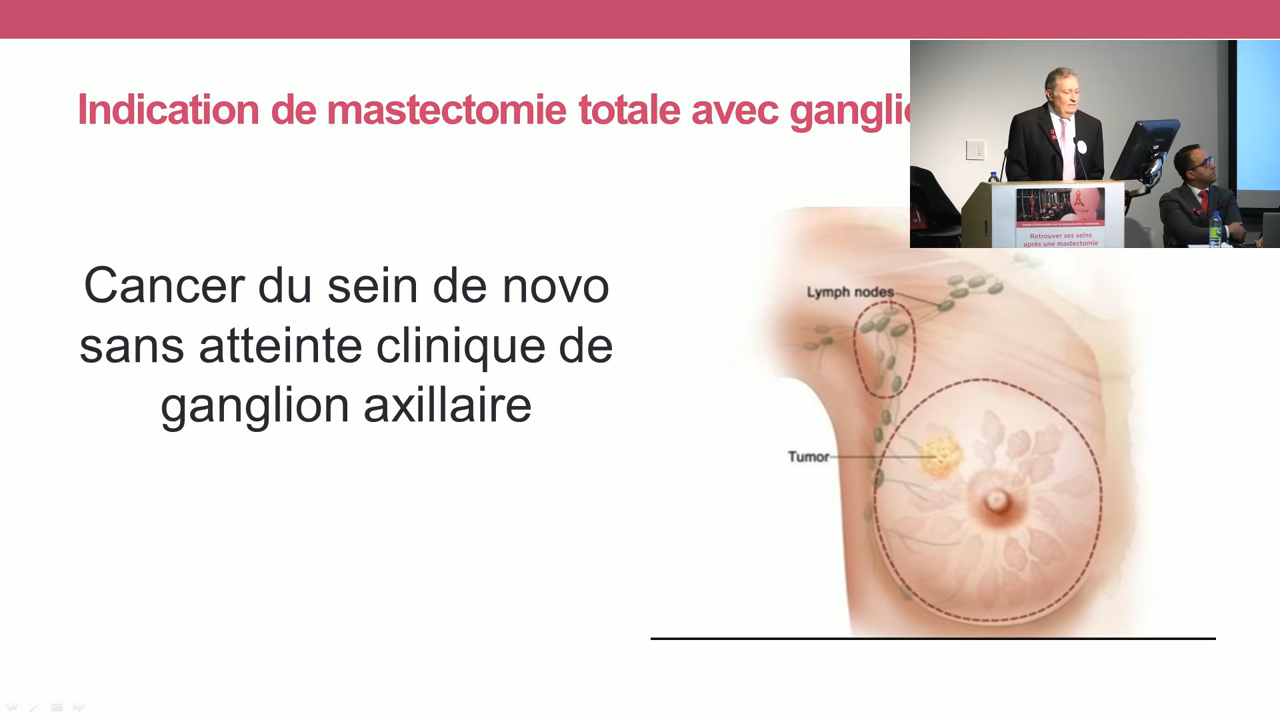 Indication de mastectomie totale avec
Cancer du sein de novo
sans atteinte clinique de
ganglion axillaire
Lymph nodes
Tumor
Retrouver ses seins
après une mastectomie